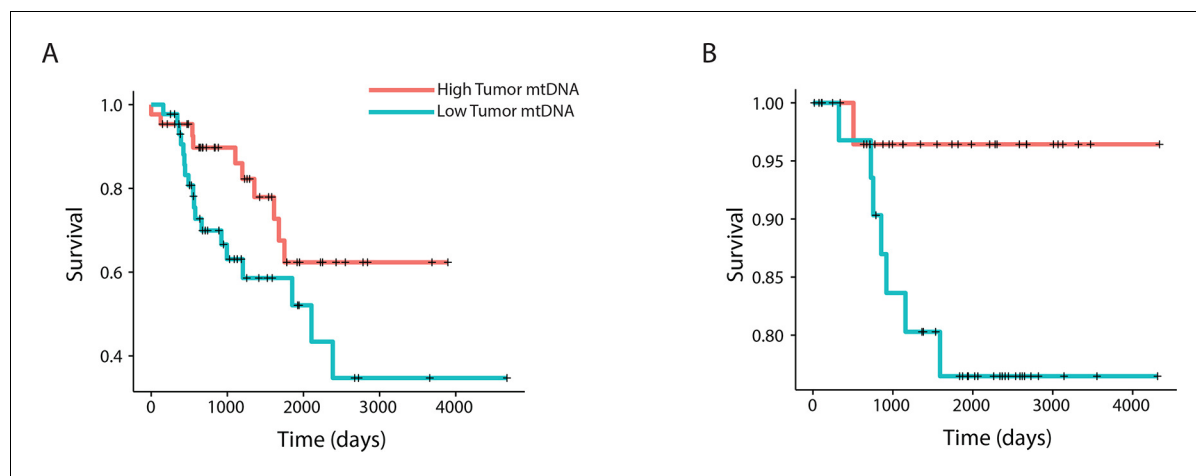 A
High Tumor mtDNA
Low Tumor mtDNA
1.0
0.8
0.6
0.4
Survival
0 1000 2000 3000 4000
Time (days)
B
1.00
0.95
0.90
0.85
0.80
Survival
0 1000 2000 3000 4000
Time (days)